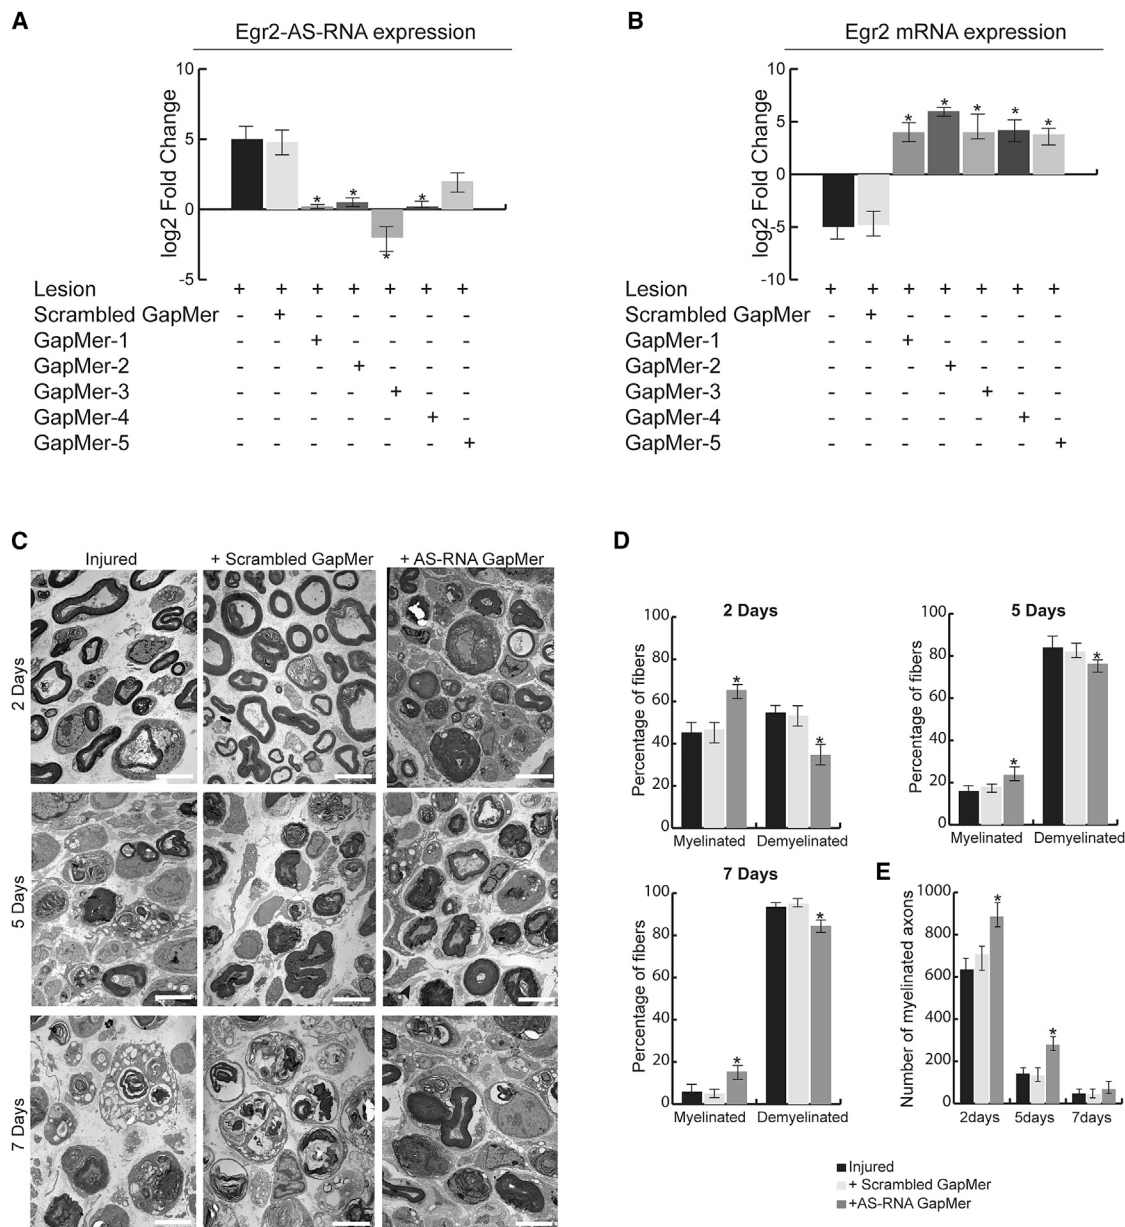 A
Egr2-AS-RNA expression
log2 Fold Change
10
5
0
-5
* * * *
Lesion + + + + + + +
Scrambled GapMer - + - - - - -
GapMer-1 - - + - - - -
GapMer-2 - - - + - - -
GapMer-3 - - - - + - -
GapMer-4 - - - - - + -
GapMer-5 - - - - - - +
B
Egr2 mRNA expression
log2 Fold Change
10
5
0
-5
-10
* * * * *
Lesion + + + + + + +
Scrambled GapMer - + - - - - -
GapMer-1 - - + - - - -
GapMer-2 - - - + - - -
GapMer-3 - - - - + - -
GapMer-4 - - - - - + -
GapMer-5 - - - - - - +
C
Injured + Scrambled GapMer + AS-RNA GapMer
2 Days
5 Days
7 Days
D
2 Days
Percentage of fibers
100
80
60
40
20
0
* *
Myelinated Demyelinated
5 Days
Percentage of fibers
100
80
60
40
20
0
* *
Myelinated Demyelinated
7 Days
Percentage of fibers
100
80
60
40
20
0
* *
Myelinated Demyelinated
E
Number of myelinated axons
1000
800
600
400
200
0
* *
2days 5days 7days
Injured
+ Scrambled GapMer
+AS-RNA GapMer